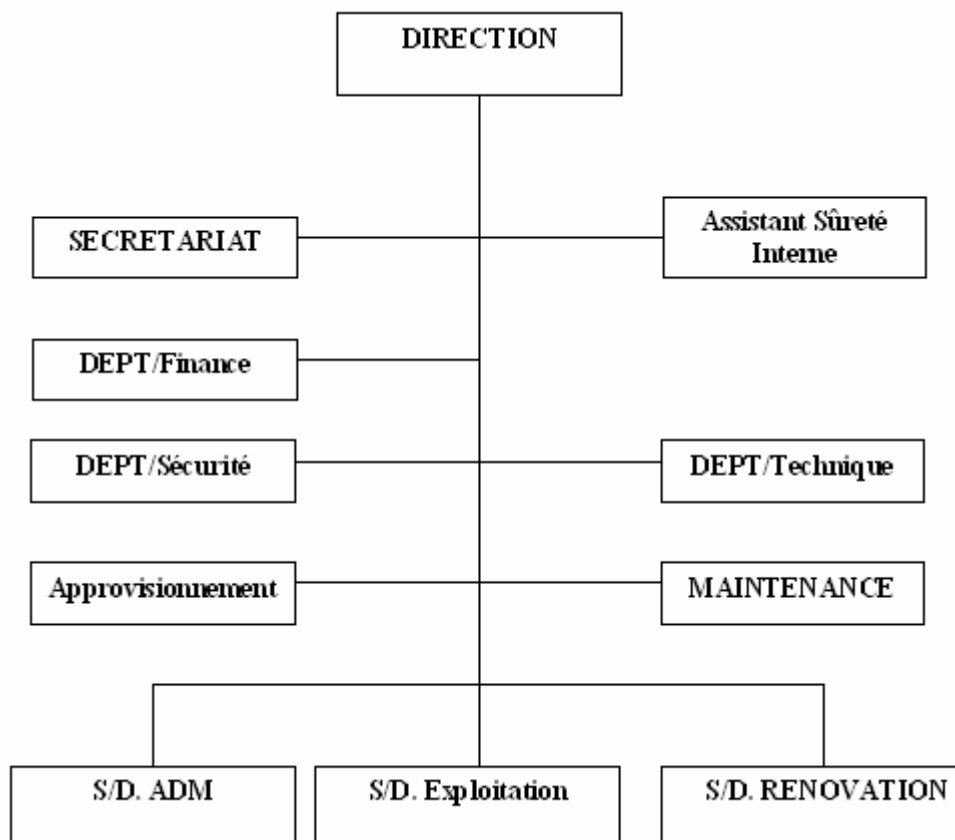 DIRECTION
SECRETARIAT
Assistant Sûreté
Interne
DEPT/Finance
DEPT/Sécurité
DEPT/Technique
Approvisionnement
MAINTENANCE
S/D. ADM
S/D. Exploitation
S/D. RENOVATION